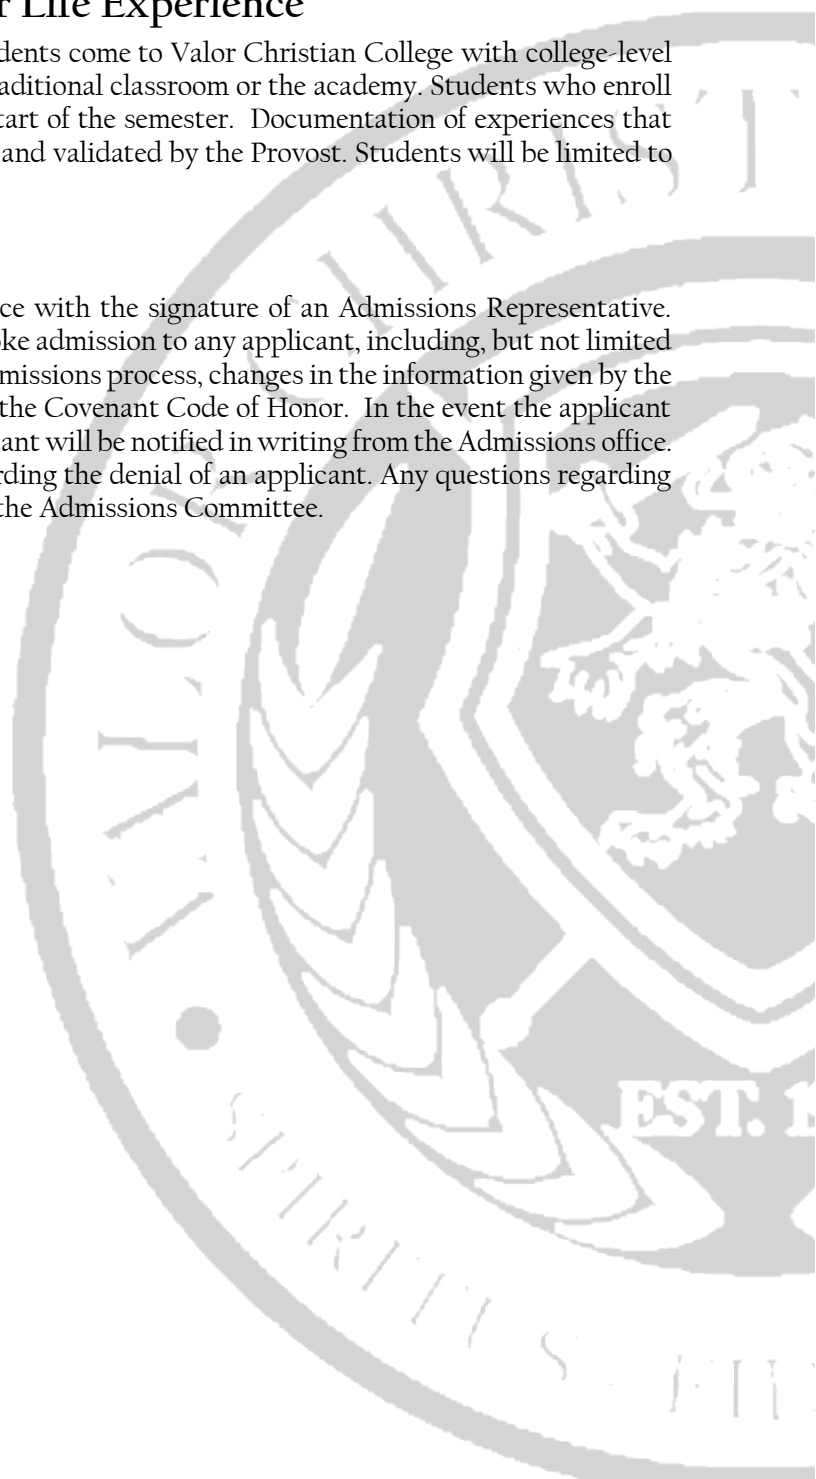 r Life Experience
dents come to Valor Christian College with college-level
aditional classroom or the academy. Students who enroll
tart of the semester. Documentation of experiences that
and validated by the Provost. Students will be limited to
ce with the signature of an Admissions Representative.
oke admission to any applicant, including, but not limited
missions process, changes in the information given by the
the Covenant Code of Honor. In the event the applicant
ant will be notified in writing from the Admissions office.
rding the denial of an applicant. Any questions regarding
the Admissions Committee.
VALOR CHRIST
EST. 1
SPIRIT